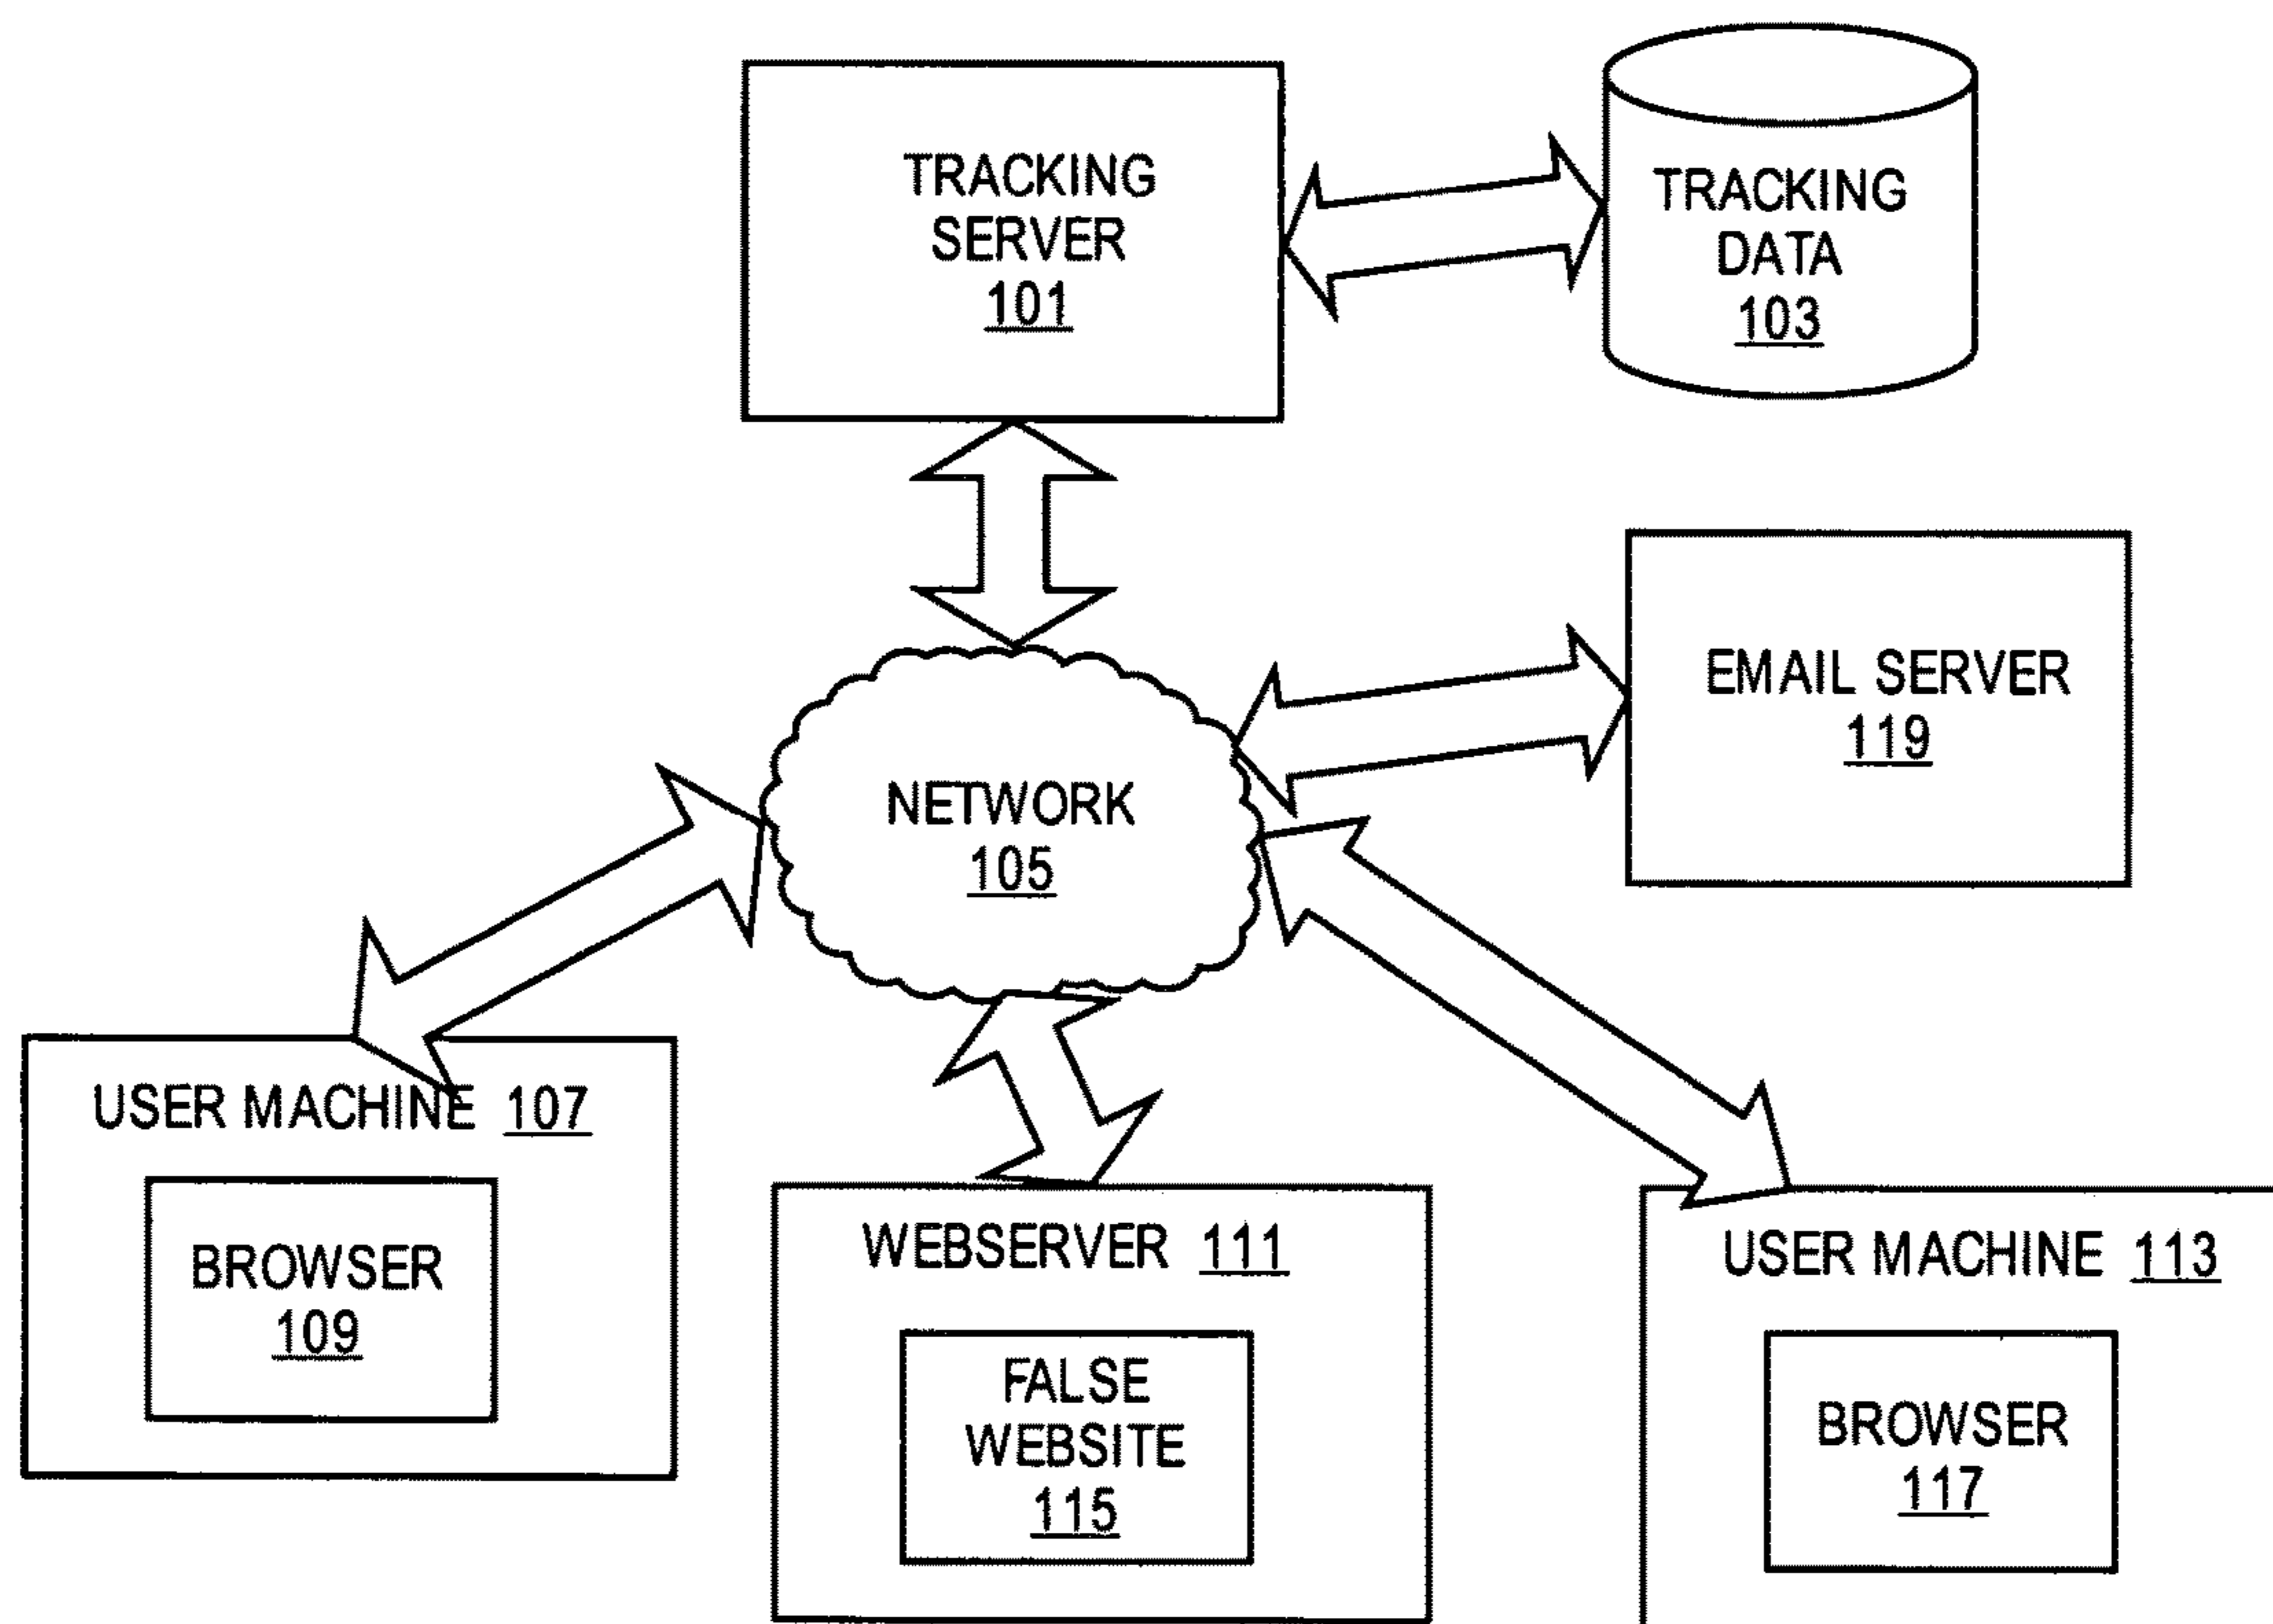 TRACKING
SERVER
101
TRACKING
DATA
103
EMAIL SERVER
119
NETWORK
105
USER MACHINE 107
BROWSER
109
WEBSERVER 111
FALSE
WEBSITE
115
USER MACHINE 113
BROWSER
117